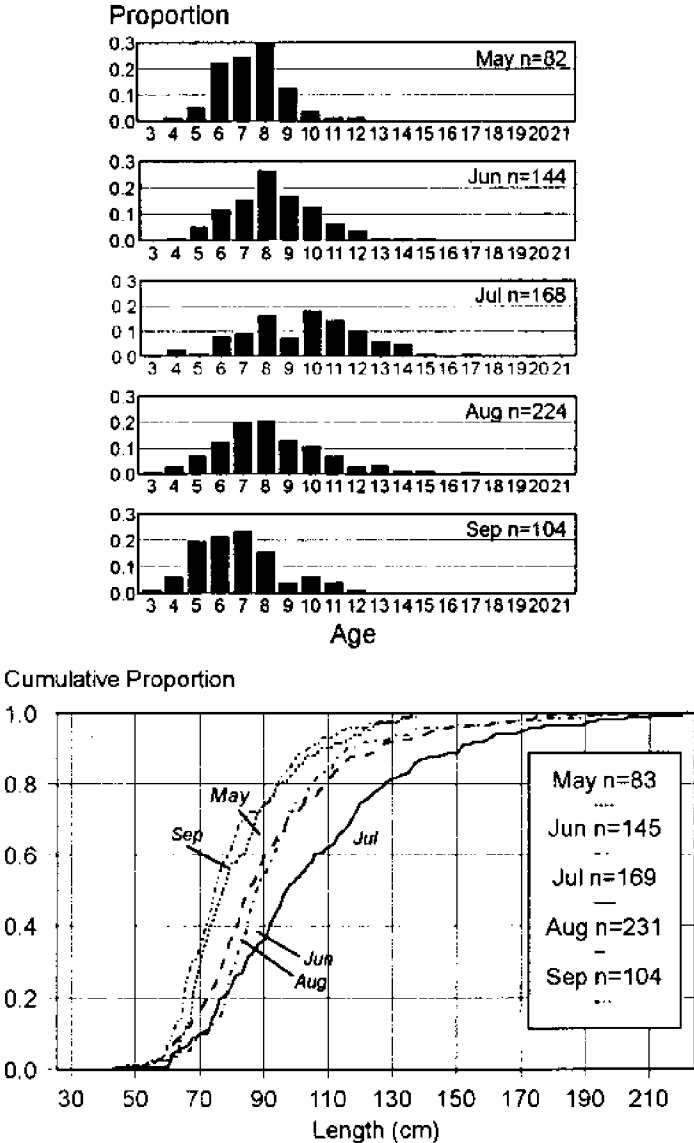 Proportion
0.3
0.2
0.1
0.0
May n=82
3 4 5 6 7 8 9 10 11 12 13 14 15 16 17 18 19 20 21
0.3
0.2
0.1
0.0
Jun n=144
3 4 5 6 7 8 9 10 11 12 13 14 15 16 17 18 19 20 21
0.3
0.2
0.1
0.0
Jul n=168
3 4 5 6 7 8 9 10 11 12 13 14 15 16 17 18 19 20 21
0.3
0.2
0.1
0.0
Aug n=224
3 4 5 6 7 8 9 10 11 12 13 14 15 16 17 18 19 20 21
0.3
0.2
0.1
0.0
Sep n=104
3 4 5 6 7 8 9 10 11 12 13 14 15 16 17 18 19 20 21
Age
Cumulative Proportion
1.0
0.8
0.6
0.4
0.2
0.0
May
Sep
Jul
Jun
Aug
May n=83
Jun n=145
Jul n=169
Aug n=231
Sep n=104
30 50 70 90 110 130 150 170 190 210
Length (cm)